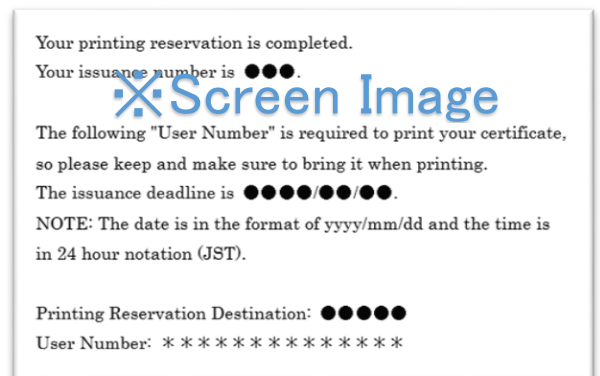 Your printing reservation is completed.
Your issuance number is ●●●.
※Screen Image
The following "User Number" is required to print your certificate,
so please keep and make sure to bring it when printing.
The issuance deadline is ●●●●/●●/●●.
NOTE: The date is in the format of yyyy/mm/dd and the time is
in 24 hour notation (JST).
Printing Reservation Destination: ●●●●●
User Number: ＊＊＊＊＊＊＊＊＊＊＊＊＊＊